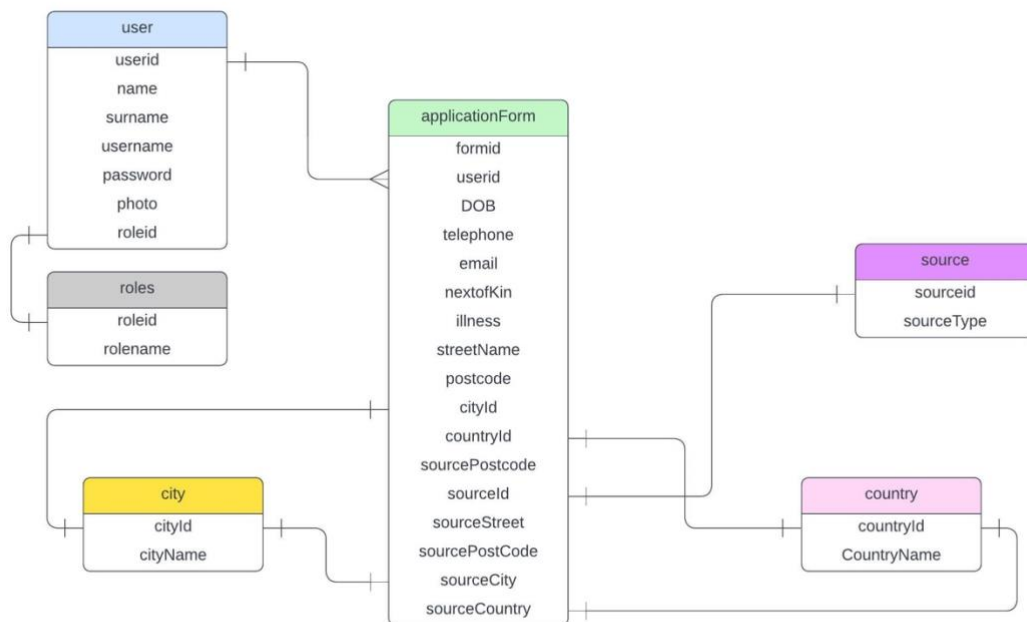 user
userid
name
surname
username
password
photo
roleid
roles
roleid
rolename
applicationForm
formid
userid
DOB
telephone
email
nextofKin
illness
streetName
postcode
cityId
countryId
sourcePostcode
sourceId
sourceStreet
sourcePostCode
sourceCity
sourceCountry
source
sourceid
sourceType
city
cityId
cityName
country
countryId
CountryName